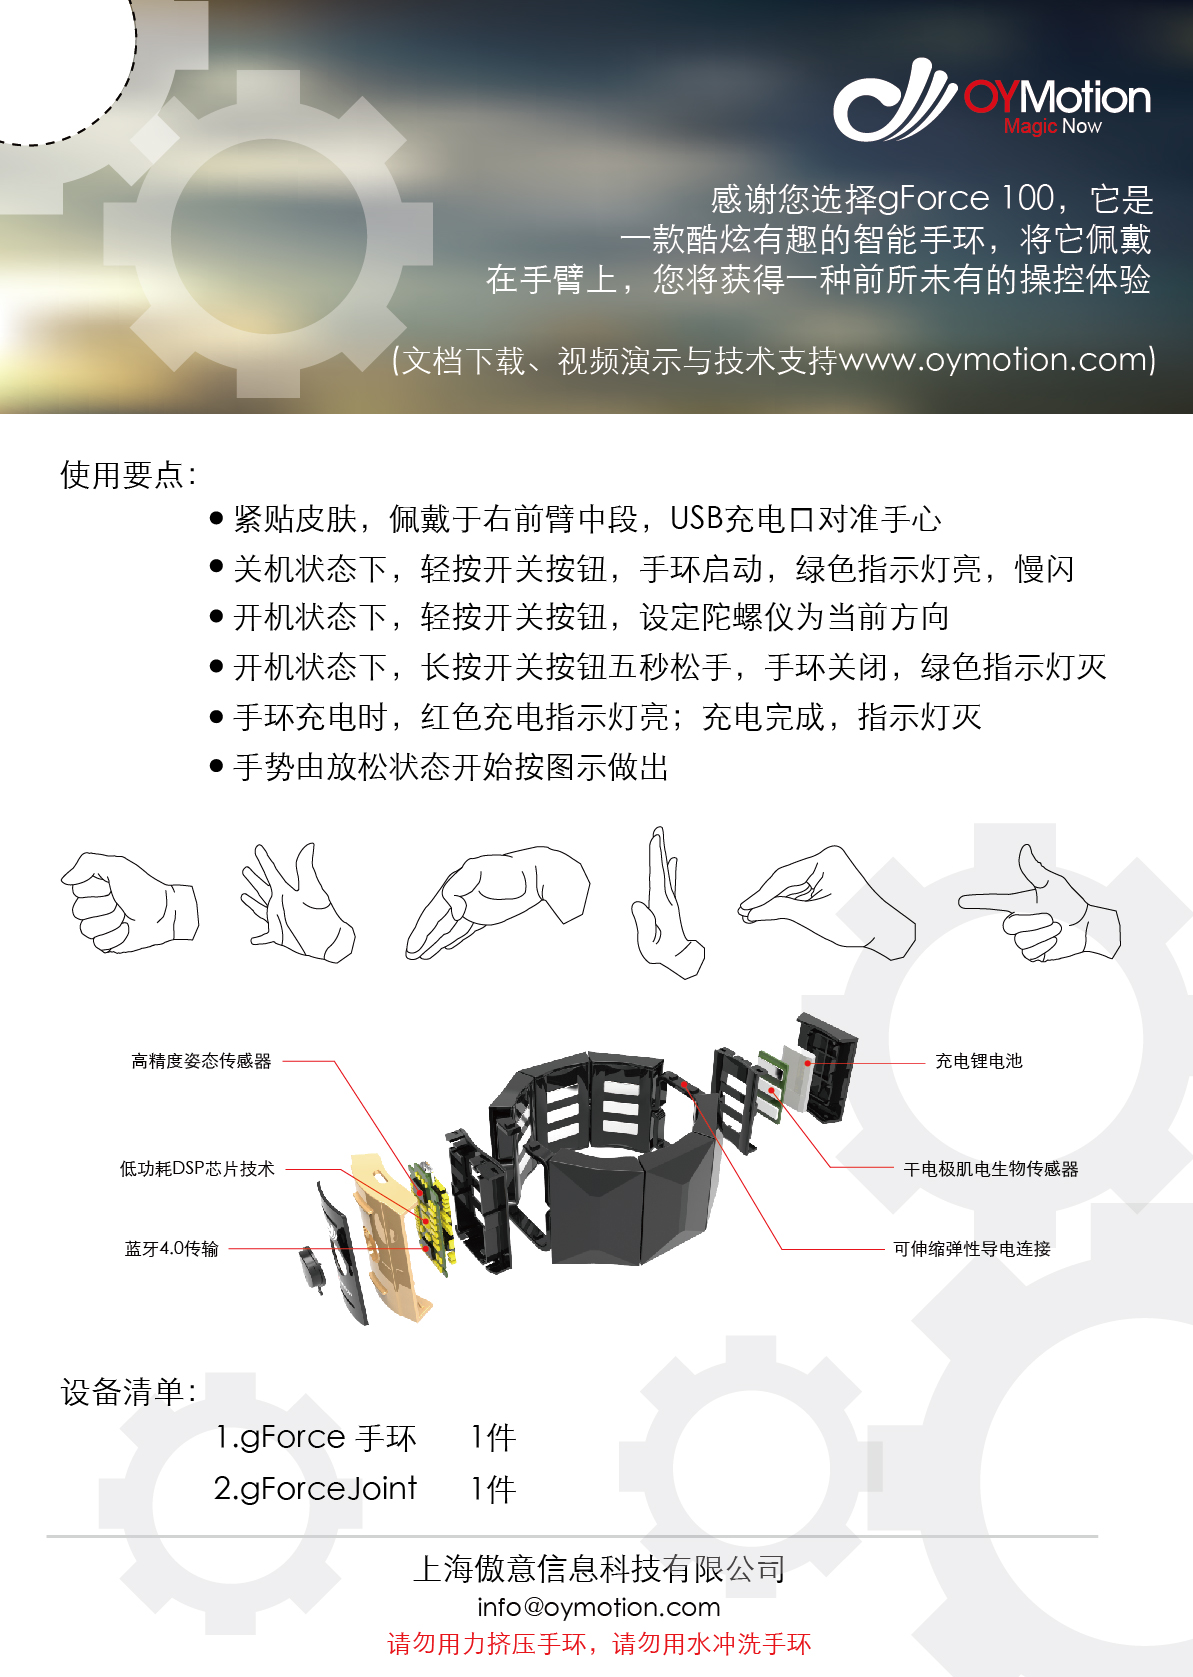 OYMotion
Magic Now
感谢您选择gForce 100，它是
一款酷炫有趣的智能手环，将它佩戴
在手臂上，您将获得一种前所未有的操控体验
(文档下载、视频演示与技术支持www.oymotion.com)
使用要点：
● 紧贴皮肤，佩戴于右前臂中段，USB充电口对准手心
● 关机状态下，轻按开关按钮，手环启动，绿色指示灯亮，慢闪
● 开机状态下，轻按开关按钮，设定陀螺仪为当前方向
● 开机状态下，长按开关按钮五秒松手，手环关闭，绿色指示灯灭
● 手环充电时，红色充电指示灯亮；充电完成，指示灯灭
● 手势由放松状态开始按图示做出
高精度姿态传感器
充电锂电池
低功耗DSP芯片技术
干电极肌电生物传感器
蓝牙4.0传输
可伸缩弹性导电连接
设备清单：
1.gForce 手环 1件
2.gForceJoint 1件
上海傲意信息科技有限公司
info@oymotion.com
请勿用力挤压手环，请勿用水冲洗手环